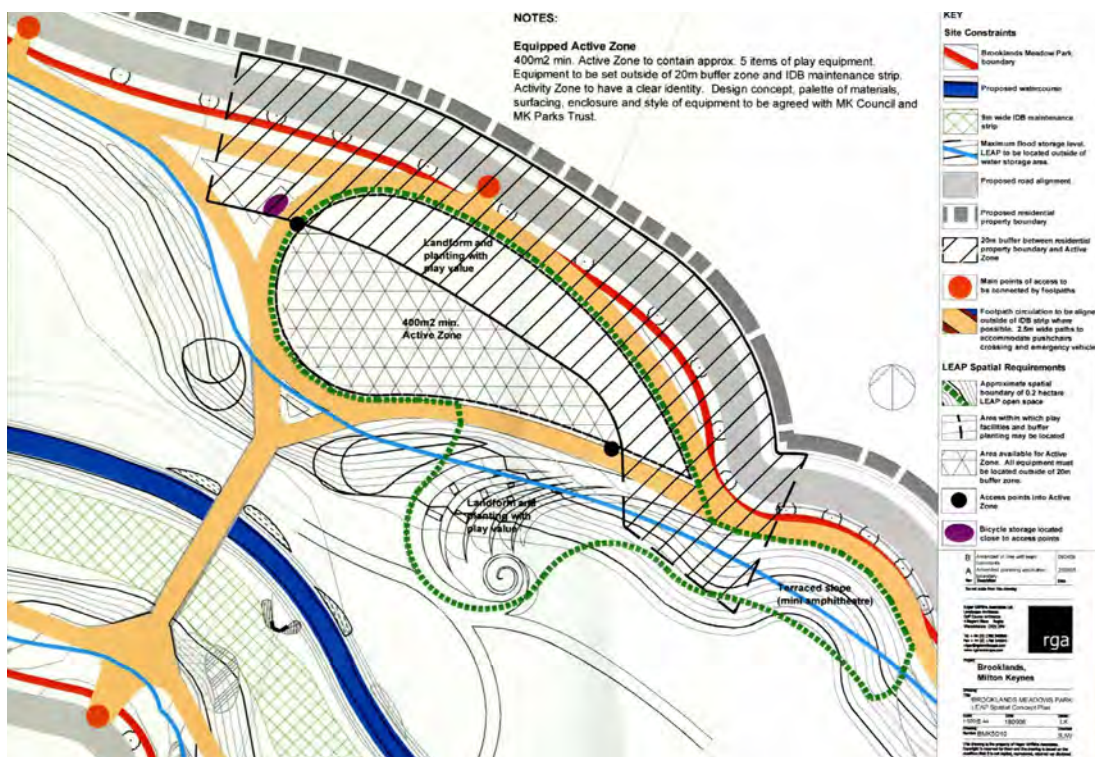 NOTES:
Equipped Active Zone
400m2 min. Active Zone to contain approx. 5 items of play equipment.
Equipment to be set outside of 20m buffer zone and IDB maintenance strip.
Activity Zone to have a clear identity.  Design concept, palette of materials,
surfacing, enclosure and style of equipment to be agreed with MK Council and
MK Parks Trust.
Landform and
planting with
play value
400m2 min.
Active Zone
Landform and
planting with
play value
Terraced slope
(mini amphitheatre)
KEY
Site Constraints
Brooklands Meadow Park
boundary
Proposed watercourse
9m wide IDB maintenance
strip
Maximum flood storage level.
LEAP to be located outside of
water storage area.
Proposed road alignment
Proposed residential
property boundary
20m buffer between residential
property boundary and Active
Zone
Main points of access to
be connected by footpaths
Footpath circulation to be aligne
outside of IDB strip where
possible. 2.5m wide paths to
accommodate pushchairs
crossing and emergency vehicle
LEAP Spatial Requirements
Approximate spatial
boundary of 0.2 hectare
LEAP open space
Area within which play
facilities and buffer
planting may be located
Area available for Active
Zone. All equipment must
be located outside of 20m
buffer zone.
Access points into Active
Zone
Bicycle storage located
close to access points
B
A
rga
Brooklands,
Milton Keynes
BROOKLANDS MEADOWS PARK
LEAP Spatial Concept Plan